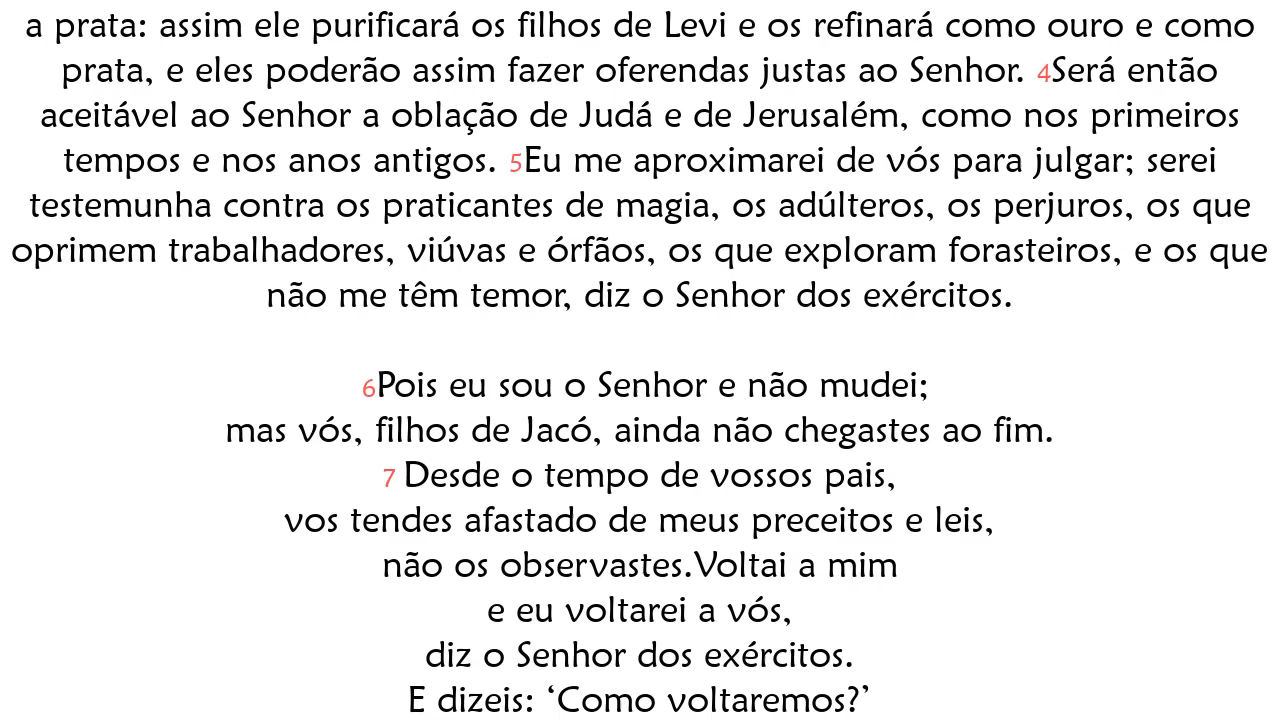 a prata: assim ele purificará os filhos de Levi e os refinará como ouro e como
prata, e eles poderão assim fazer oferendas justas ao Senhor. 4Será então
aceitável ao Senhor a oblação de Judá e de Jerusalém, como nos primeiros
tempos e nos anos antigos. 5Eu me aproximarei de vós para julgar; serei
testemunha contra os praticantes de magia, os adúlteros, os perjuros, os que
oprimem trabalhadores, viúvas e órfãos, os que exploram forasteiros, e os que
não me têm temor, diz o Senhor dos exércitos.
6Pois eu sou o Senhor e não mudei;
mas vós, filhos de Jacó, ainda não chegastes ao fim.
7 Desde o tempo de vossos pais,
vos tendes afastado de meus preceitos e leis,
não os observastes.Voltai a mim
e eu voltarei a vós,
diz o Senhor dos exércitos.
E dizeis: ‘Como voltaremos?’